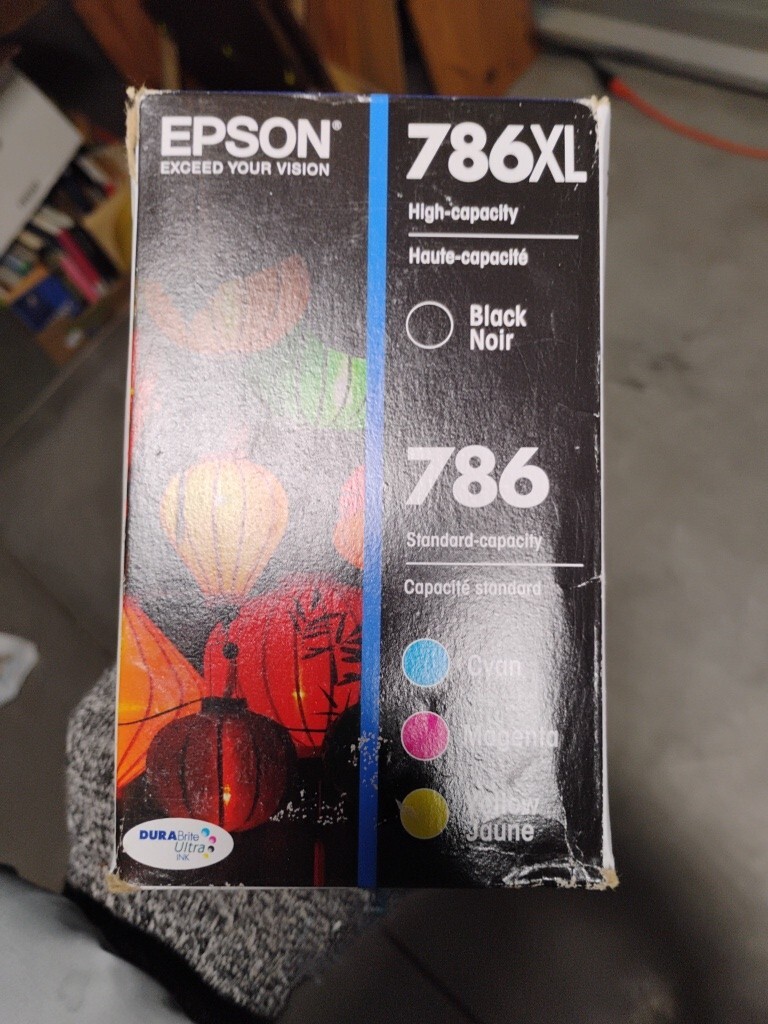 EPSON®
EXCEED YOUR VISION
786XL
High-capacity
Haute-capacité
Black
Noir
786
Standard-capacity
Capacité standard
Cyan
Magenta
Yellow
Jaune
DURABrite
Ultra
INK